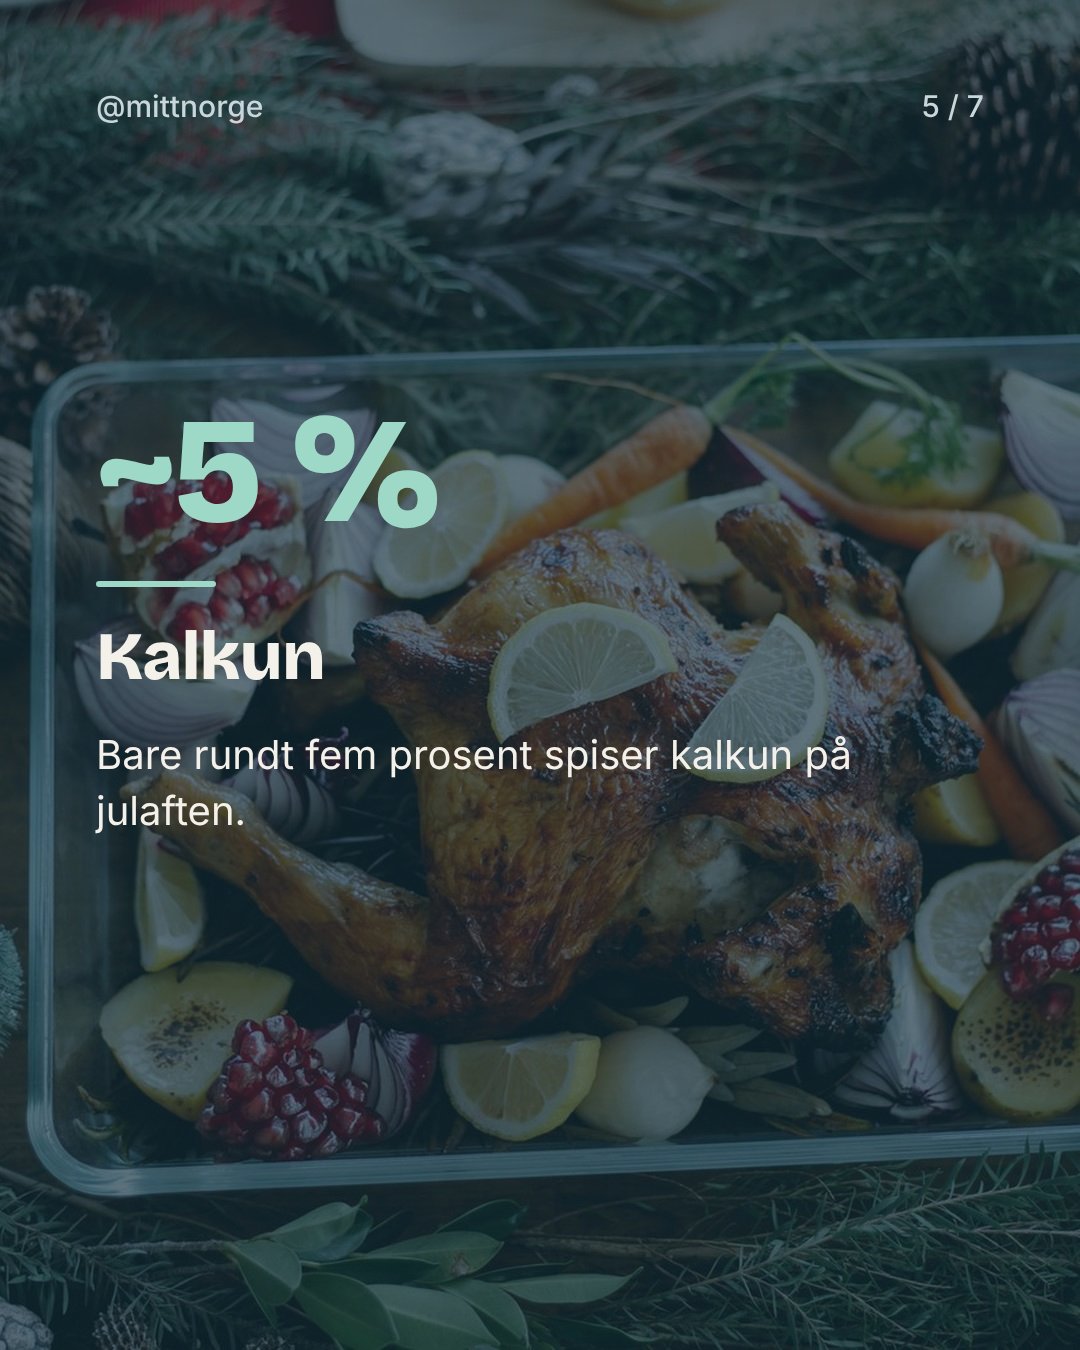 @mittnorge
5 / 7
~5 %
Kalkun
Bare rundt fem prosent spiser kalkun på
julaften.